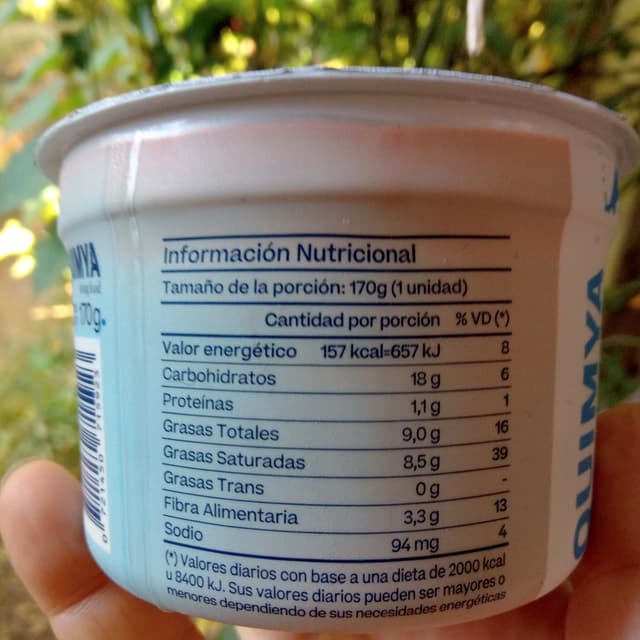 Información Nutricional
Tamaño de la porción: 170g (1 unidad)
Cantidad por porción % VD (*)
Valor energético 157 kcal=657 kJ 8
Carbohidratos 18 g 6
Proteínas 1,1 g 1
Grasas Totales 9,0 g 16
Grasas Saturadas 8,5 g 39
Grasas Trans 0 g -
Fibra Alimentaria 3,3 g 13
Sodio 94 mg 4
(*) Valores diarios con base a una dieta de 2000 kcal
u 8400 kJ. Sus valores diarios pueden ser mayores o
menores dependiendo de sus necesidades energéticas
170g.
QUIMYA